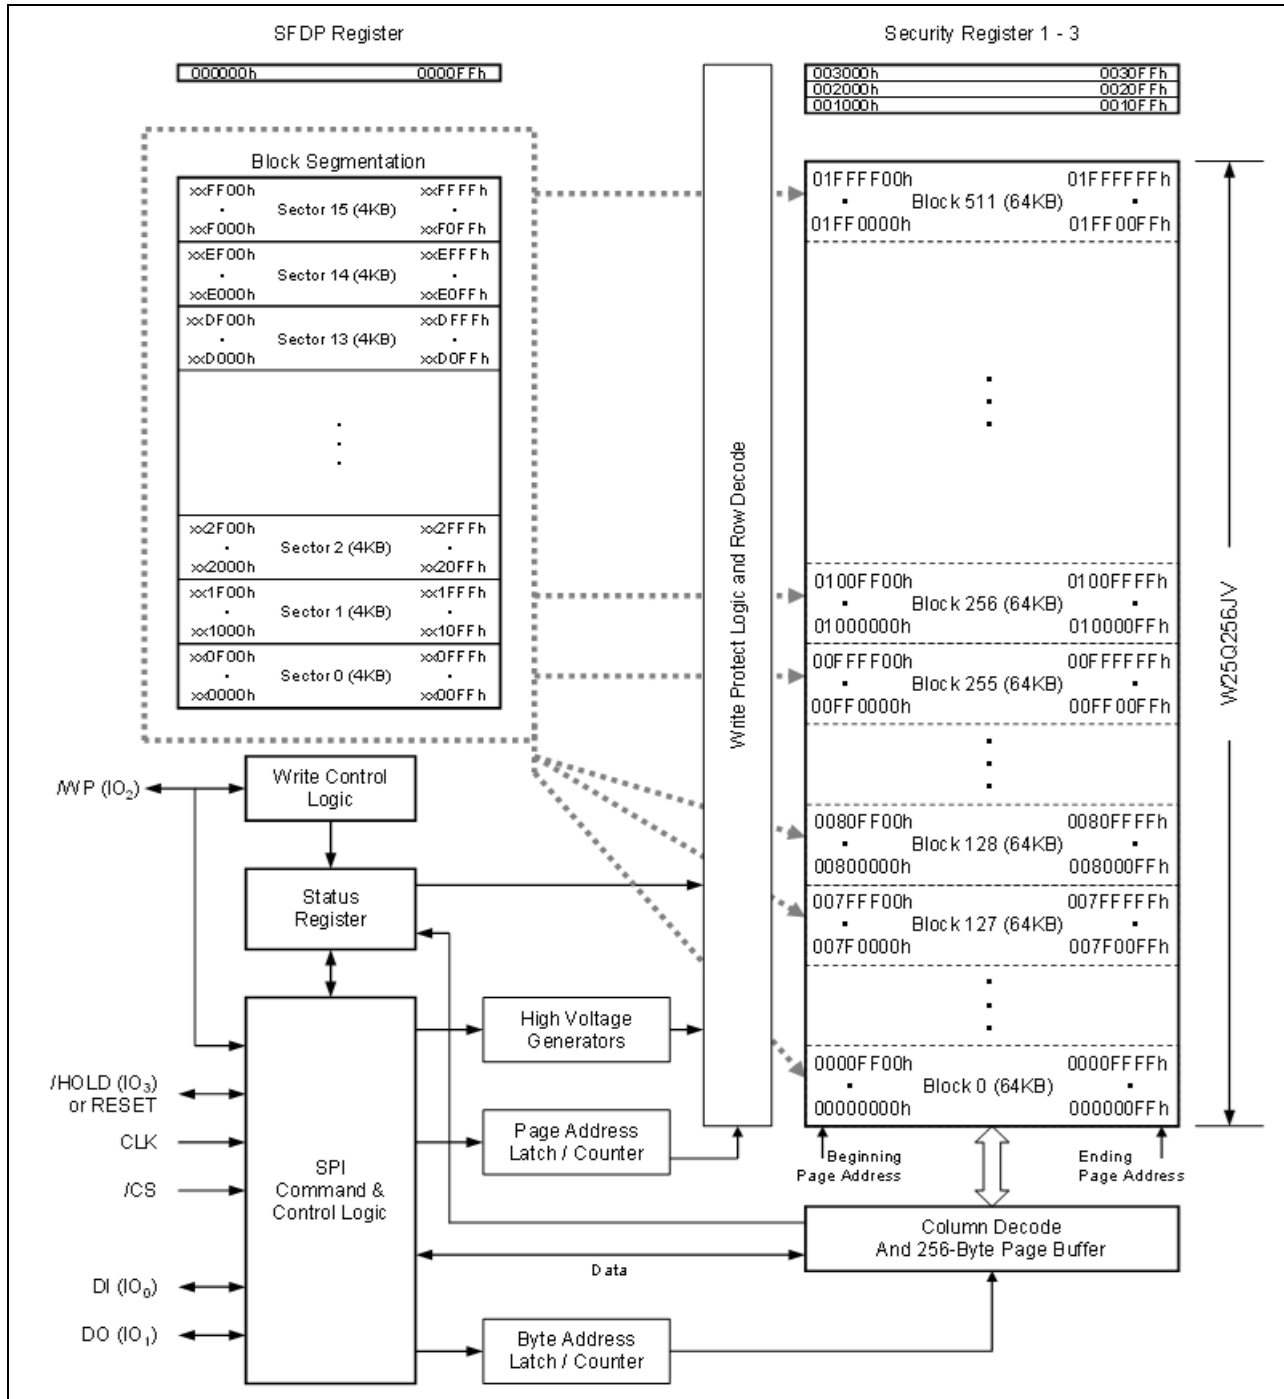 SFDP Register
000000h 0000FFh
Security Register 1 - 3
003000h 0030FFh
002000h 0020FFh
001000h 0010FFh
Block Segmentation
xxFF00h xxFFFFh
Sector 15 (4KB)
xxF000h xxF0FFh
xxEF00h xxEFFFh
Sector 14 (4KB)
xxE000h xxE0FFh
xxDF00h xxDFFFh
Sector 13 (4KB)
xxD000h xxD0FFh
xx2F00h xx2FFFh
Sector 2 (4KB)
xx2000h xx20FFh
xx1F00h xx1FFFh
Sector 1 (4KB)
xx1000h xx10FFh
xx0F00h xx0FFFh
Sector 0 (4KB)
xx0000h xx00FFh
Write Protect Logic and Row Decode
01FFFF00h 01FFFFFFh
Block 511 (64KB)
01FF0000h 01FF00FFh
0100FF00h 0100FFFFh
Block 256 (64KB)
01000000h 010000FFh
00FFFF00h 00FFFFFFh
Block 255 (64KB)
00FF0000h 00FF00FFh
0080FF00h 0080FFFFh
Block 128 (64KB)
00800000h 008000FFh
007FFF00h 007FFFFFh
Block 127 (64KB)
007F0000h 007F00FFh
0000FF00h 0000FFFFh
Block 0 (64KB)
00000000h 000000FFh
W25Q256JV
Beginning
Page Address
Ending
Page Address
/WP (IO2)
Write Control
Logic
Status
Register
High Voltage
Generators
/HOLD (IO3)
or RESET
CLK
/CS
SPI
Command &
Control Logic
Page Address
Latch / Counter
Column Decode
And 256-Byte Page Buffer
Data
DI (IO0)
DO (IO1)
Byte Address
Latch / Counter